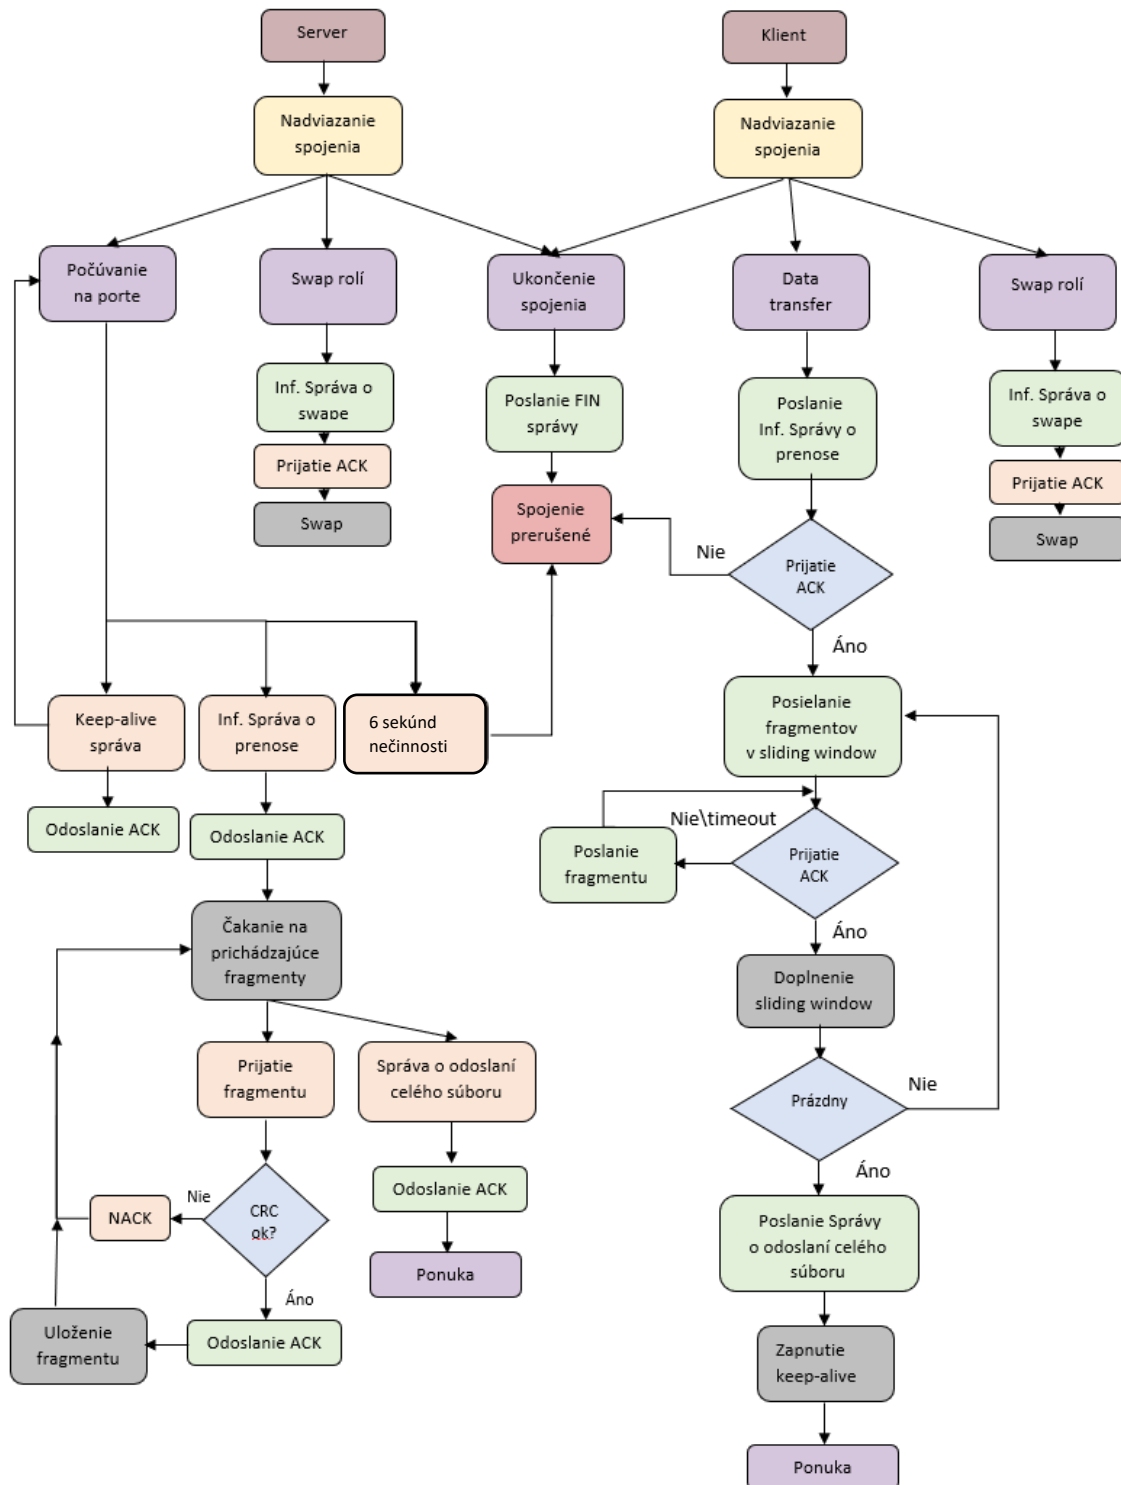 Server
Klient
Nadviazanie
spojenia
Nadviazanie
spojenia
Počúvanie
na porte
Swap rolí
Ukončenie
spojenia
Data
transfer
Swap rolí
Inf. Správa o
swape
Poslanie FIN
správy
Poslanie
Inf. Správy o
prenose
Inf. Správa o
swape
Prijatie ACK
Prijatie ACK
Swap
Spojenie
prerušené
Swap
Nie
Prijatie
ACK
Áno
Keep-alive
správa
Inf. Správa o
prenose
6 sekúnd
nečinnosti
Posielanie
fragmentov
v sliding window
Odoslanie ACK
Odoslanie ACK
Nie\timeout
Poslanie
fragmentu
Prijatie
ACK
Áno
Čakanie na
prichádzajúce
fragmenty
Doplnenie
sliding window
Prijatie
fragmentu
Správa o odoslaní
celého súboru
Prázdny
Nie
Áno
Odoslanie ACK
Nie
NACK
CRC
ok?
Poslanie Správy
o odoslaní celého
súboru
Ponuka
Áno
Uloženie
fragmentu
Odoslanie ACK
Zapnutie
keep-alive
Ponuka